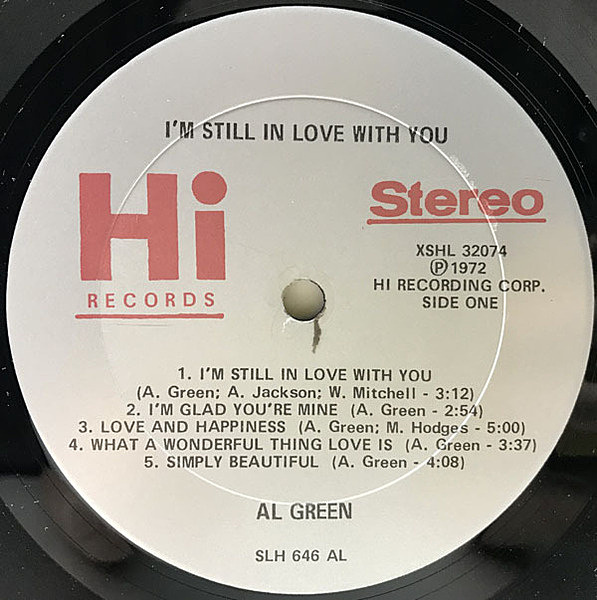 I'M STILL IN LOVE WITH YOU
Hi
RECORDS
Stereo
XSHL 32074
Ⓟ1972
HI RECORDING CORP.
SIDE ONE
1. I'M STILL IN LOVE WITH YOU
(A. Green; A. Jackson; W. Mitchell - 3:12)
2. I'M GLAD YOU'RE MINE (A. Green - 2:54)
3. LOVE AND HAPPINESS (A. Green; M. Hodges - 5:00)
4. WHAT A WONDERFUL THING LOVE IS (A. Green - 3:37)
5. SIMPLY BEAUTIFUL (A. Green - 4:08)
AL GREEN
SLH 646 AL